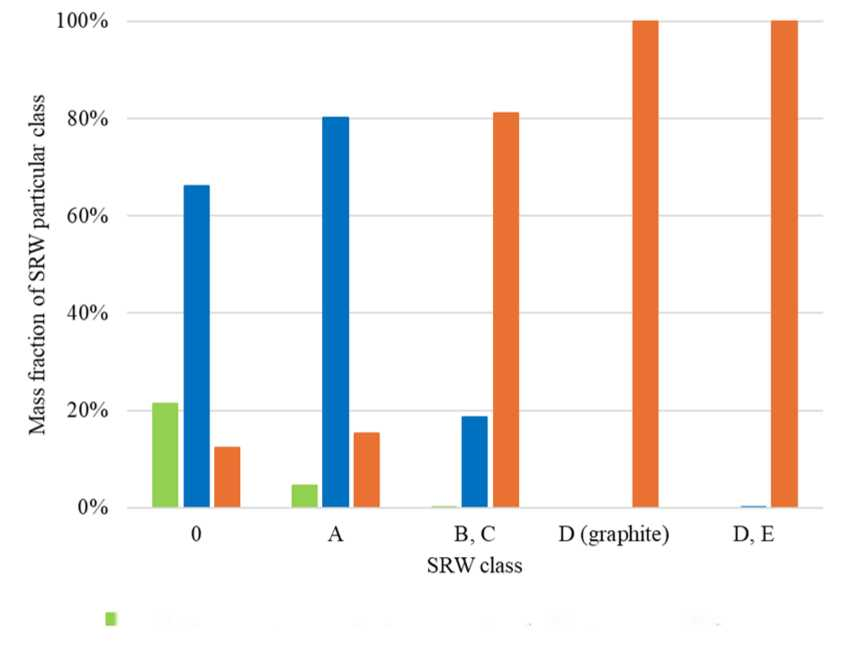 100%
80%
60%
40%
20%
0%
Mass fraction of SRW particular class
0 A B, C D (graphite) D, E
SRW class